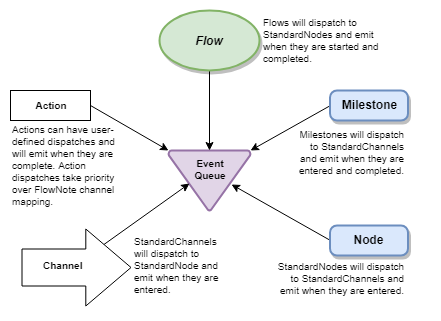 Flow
Flows will dispatch to
StandardNodes and emit
when they are started and
completed.
Action
Actions can have user-
defined dispatches and
will emit when they are
complete. Action
dispatches take priority
over FlowNote channel
mapping.
Milestone
Milestones will dispatch
to StandardChannels
and emit when they are
entered and completed.
Event
Queue
Channel
StandardChannels
will dispatch to
StandardNode and
emit when they are
entered.
Node
StandardNodes will dispatch
to StandardChannels and
emit when they are entered.